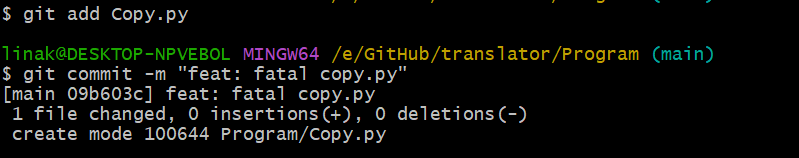 $ git add Copy.py
linak@DESKTOP-NPVEBOL MINGW64 /e/GitHub/translator/Program (main)
$ git commit -m "feat: fatal copy.py"
[main 09b603c] feat: fatal copy.py
 1 file changed, 0 insertions(+), 0 deletions(-)
 create mode 100644 Program/Copy.py